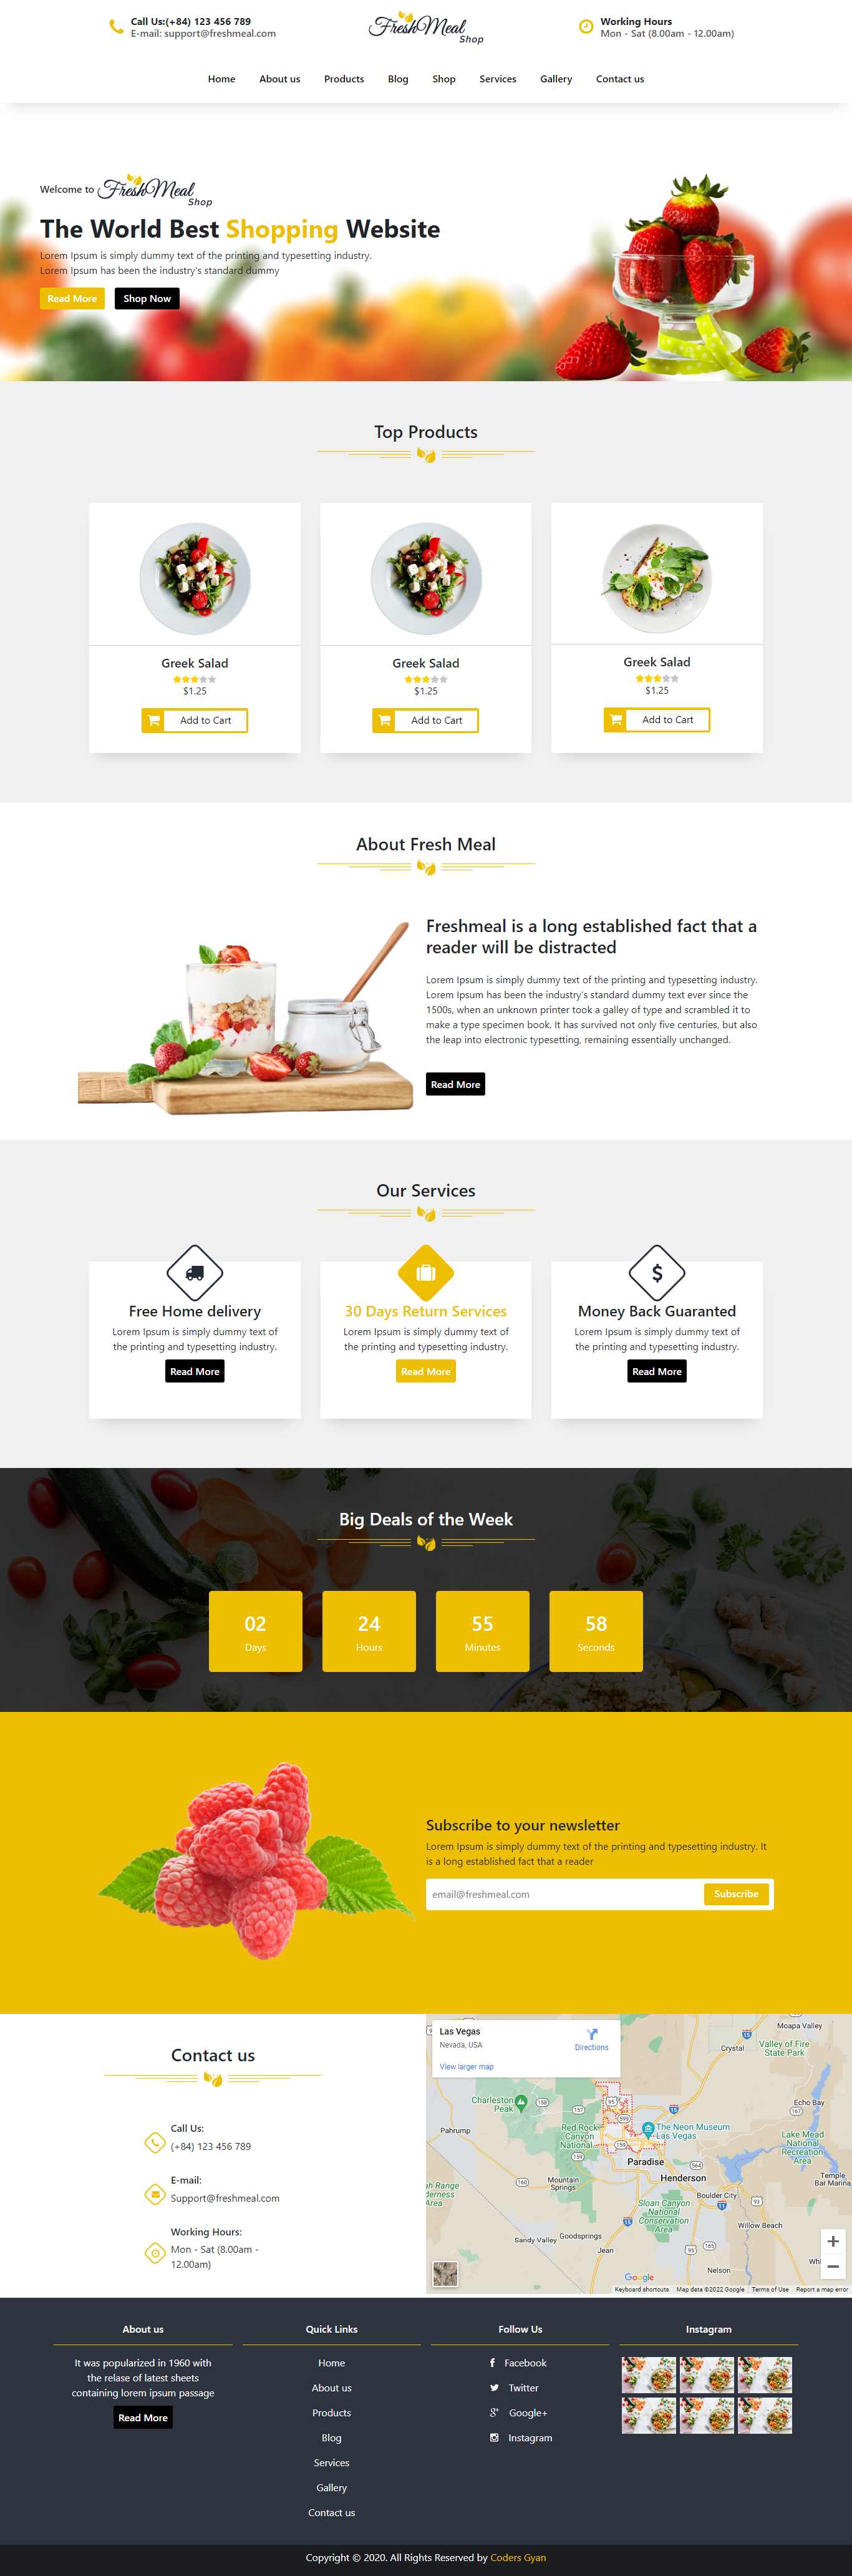 Call Us:(+84) 123 456 789
E-mail: support@freshmeal.com
FreshMeal
Shop
Working Hours
Mon - Sat (8.00am - 12.00am)
Home About us Products Blog Shop Services Gallery Contact us
Welcome to FreshMeal
Shop
The World Best Shopping Website
Lorem Ipsum is simply dummy text of the printing and typesetting industry.
Lorem Ipsum has been the industry's standard dummy
Read More Shop Now
Top Products
Greek Salad
$1.25
Add to Cart
Greek Salad
$1.25
Add to Cart
Greek Salad
$1.25
Add to Cart
About Fresh Meal
Freshmeal is a long established fact that a
reader will be distracted
Lorem Ipsum is simply dummy text of the printing and typesetting industry.
Lorem Ipsum has been the industry's standard dummy text ever since the
1500s, when an unknown printer took a galley of type and scrambled it to
make a type specimen book. It has survived not only five centuries, but also
the leap into electronic typesetting, remaining essentially unchanged.
Read More
Our Services
Free Home delivery
Lorem Ipsum is simply dummy text of
the printing and typesetting industry.
Read More
30 Days Return Services
Lorem Ipsum is simply dummy text of
the printing and typesetting industry.
Read More
$
Money Back Guaranted
Lorem Ipsum is simply dummy text of
the printing and typesetting industry.
Read More
Big Deals of the Week
02
Days
24
Hours
55
Minutes
58
Seconds
Subscribe to your newsletter
Lorem Ipsum is simply dummy text of the printing and typesetting industry. It
is a long established fact that a reader
email@freshmeal.com
Subscribe
Contact us
Call Us:
(+84) 123 456 789
E-mail:
Support@freshmeal.com
Working Hours:
Mon - Sat (8.00am -
12.00am)
Las Vegas
Nevada, USA
Directions
View larger map
Moapa Valley
15
Crystal
Valley of Fire
State Park
Charleston
Peak
158
157
95
599
15
Echo Bay
167
Pahrump
Red Rock
Canyon
National
The Neon Museum
Las Vegas
Lake Mead
National
Recreation
Area
159
159
Paradise
564
Henderson
160
Mountain
Springs
Temple
Bar Marina
Boulder City
93
11
Sloan Canyon
National
Conservation
Area
15
Willow Beach
Sandy Valley
Goodsprings
Jean
95
165
Nelson
Google
Keyboard shortcuts Map data ©2022 Google Terms of Use Report a map error
About us
It was popularized in 1960 with
the relase of latest sheets
containing lorem ipsum passage
Read More
Quick Links
Home
About us
Products
Blog
Services
Gallery
Contact us
Follow Us
Facebook
Twitter
Google+
Instagram
Instagram
Copyright © 2020. All Rights Reserved by Coders Gyan